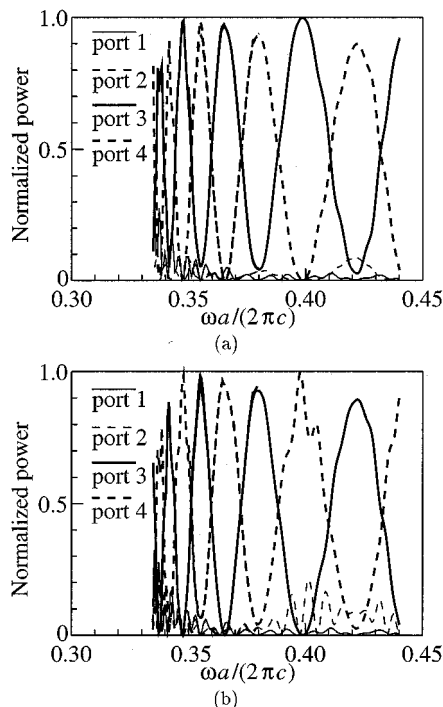 Normalized power
1.0
0.5
0
port 1
port 2
port 3
port 4
0.30 0.35 0.40 0.45
ωa/(2πc)
(a)
Normalized power
1.0
0.5
0
port 1
port 2
port 3
port 4
0.30 0.35 0.40 0.45
ωa/(2πc)
(b)